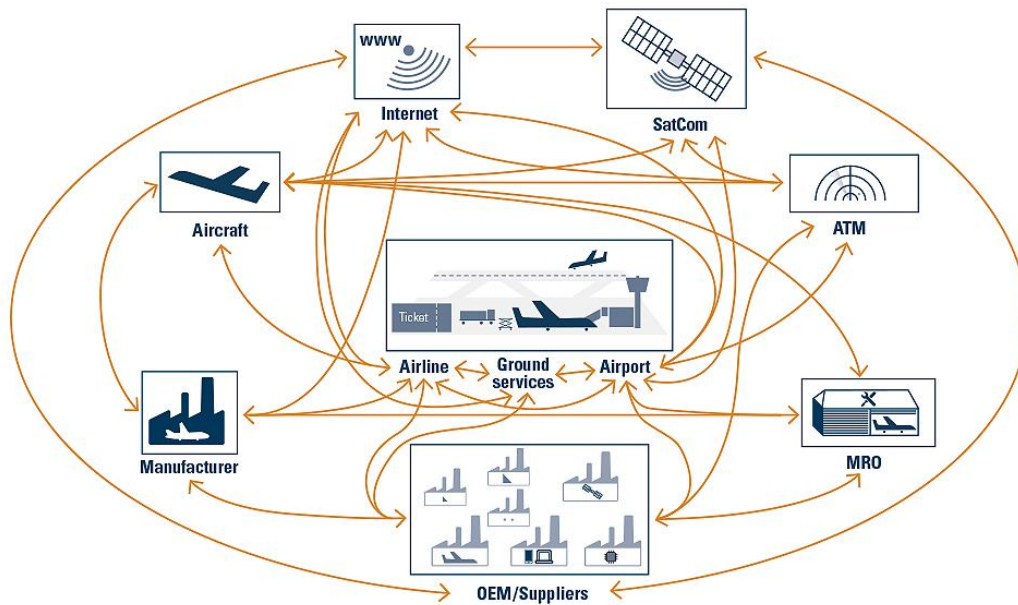 WWW
Internet
SatCom
Aircraft
ATM
Ticket
Airline
Ground
services
Airport
Manufacturer
MRO
OEM/Suppliers